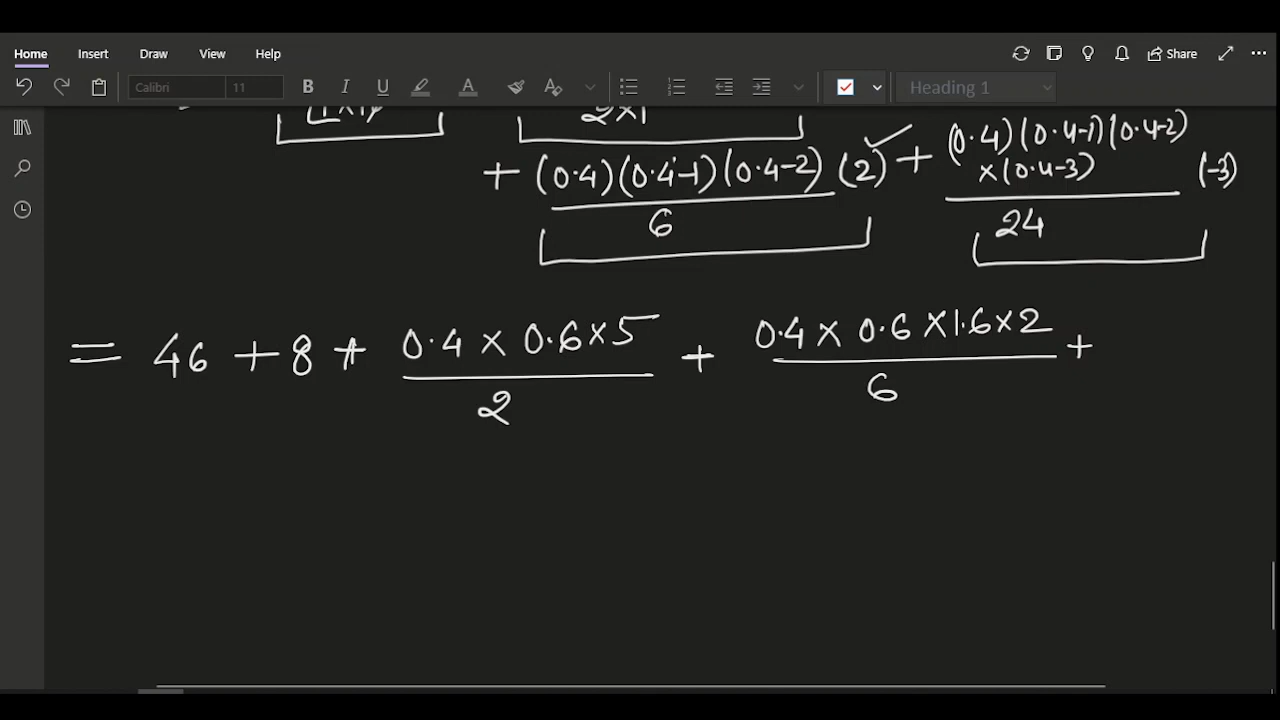 Home Insert Draw View Help Share
Calibri 11 B I U A Heading 1
2×1
+ (0.4)(0.4-1)(0.4-2) (2) + (0.4)(0.4-1)(0.4-2)
×(0.4-3) (-3)
6 24
= 46 + 8 + 0.4 × 0.6 × 5 + 0.4 × 0.6 × 1.6 × 2 +
2 6